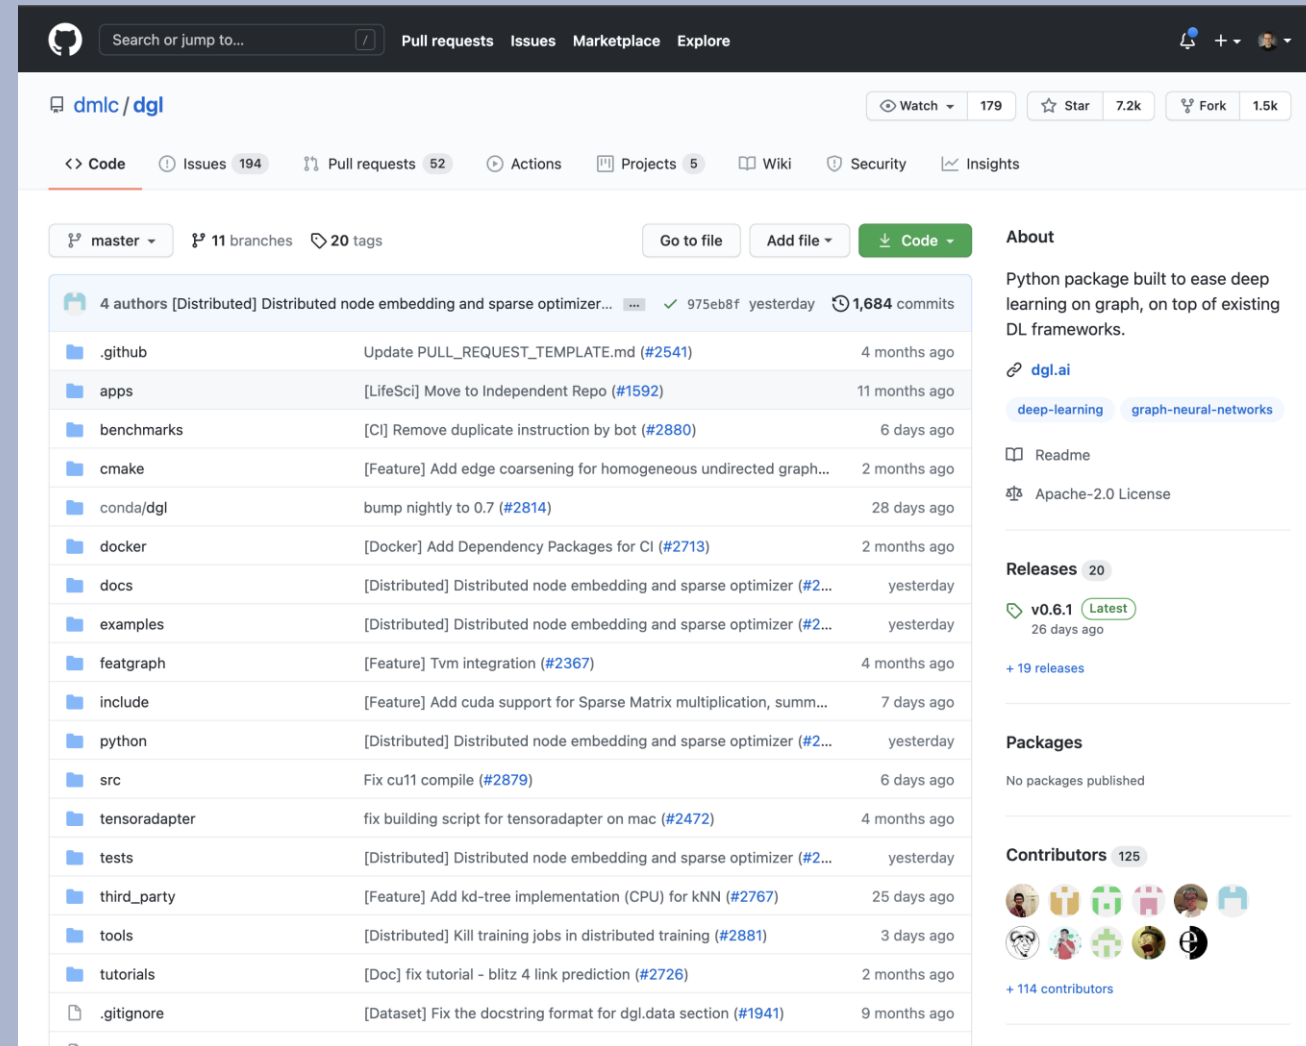 Search or jump to... /
Pull requests Issues Marketplace Explore
dmlc / dgl
Watch 179 Star 7.2k Fork 1.5k
Code Issues 194 Pull requests 52 Actions Projects 5 Wiki Security Insights
master 11 branches 20 tags Go to file Add file Code
4 authors [Distributed] Distributed node embedding and sparse optimizer... ... 975eb8f yesterday 1,684 commits
.github Update PULL_REQUEST_TEMPLATE.md (#2541) 4 months ago
apps [LifeSci] Move to Independent Repo (#1592) 11 months ago
benchmarks [CI] Remove duplicate instruction by bot (#2880) 6 days ago
cmake [Feature] Add edge coarsening for homogeneous undirected graph... 2 months ago
conda/dgl bump nightly to 0.7 (#2814) 28 days ago
docker [Docker] Add Dependency Packages for CI (#2713) 2 months ago
docs [Distributed] Distributed node embedding and sparse optimizer (#2... yesterday
examples [Distributed] Distributed node embedding and sparse optimizer (#2... yesterday
featgraph [Feature] Tvm integration (#2367) 4 months ago
include [Feature] Add cuda support for Sparse Matrix multiplication, summ... 7 days ago
python [Distributed] Distributed node embedding and sparse optimizer (#2... yesterday
src Fix cu11 compile (#2879) 6 days ago
tensoradapter fix building script for tensoradapter on mac (#2472) 4 months ago
tests [Distributed] Distributed node embedding and sparse optimizer (#2... yesterday
third_party [Feature] Add kd-tree implementation (CPU) for kNN (#2767) 25 days ago
tools [Distributed] Kill training jobs in distributed training (#2881) 3 days ago
tutorials [Doc] fix tutorial - blitz 4 link prediction (#2726) 2 months ago
.gitignore [Dataset] Fix the docstring format for dgl.data section (#1941) 9 months ago
About
Python package built to ease deep
learning on graph, on top of existing
DL frameworks.
dgl.ai
deep-learning graph-neural-networks
Readme
Apache-2.0 License
Releases 20
v0.6.1 Latest
26 days ago
+ 19 releases
Packages
No packages published
Contributors 125
e
+ 114 contributors